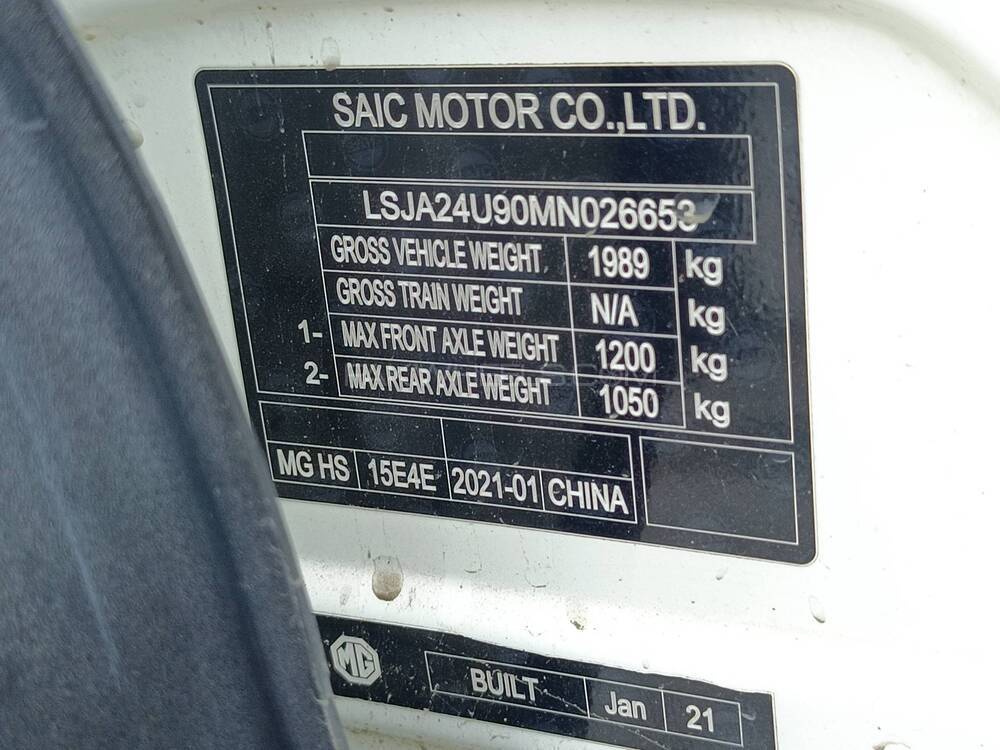 SAIC MOTOR CO.,LTD.
LSJA24U90MN026653
GROSS VEHICLE WEIGHT 1989 kg
GROSS TRAIN WEIGHT N/A kg
1- MAX FRONT AXLE WEIGHT 1200 kg
2- MAX REAR AXLE WEIGHT 1050 kg
MG HS 15E4E 2021-01 CHINA
MG BUILT Jan 21